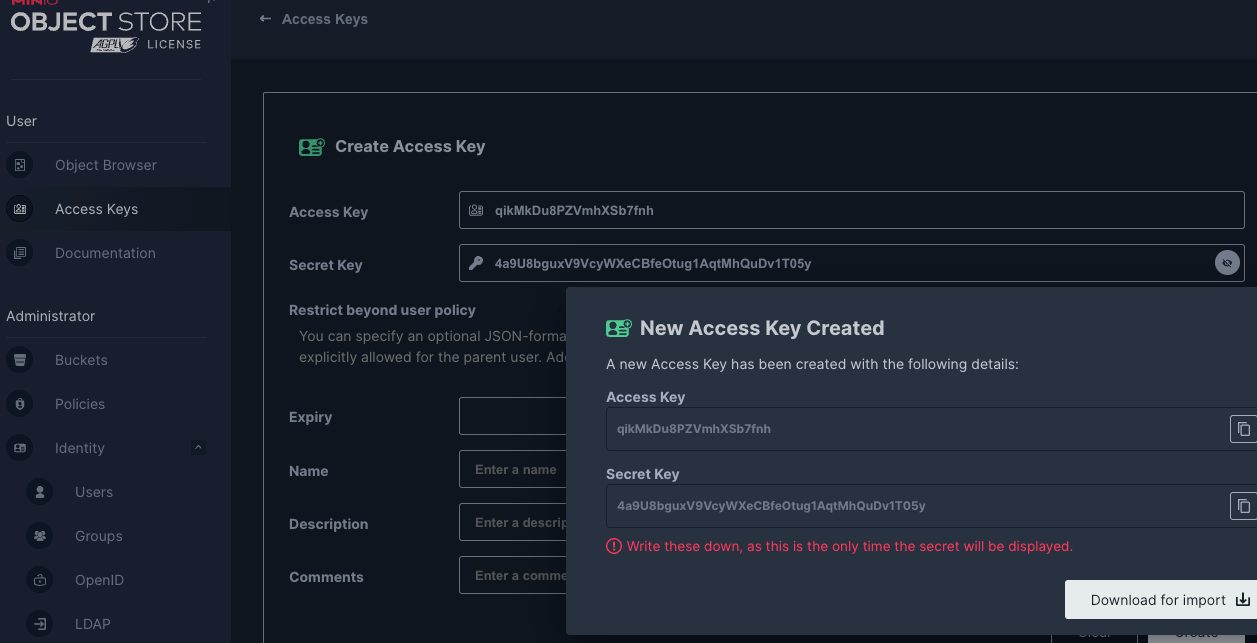 MINIO
OBJECT STORE
AGPLv3 LICENSE
User
Object Browser
Access Keys
Documentation
Administrator
Buckets
Policies
Identity
Users
Groups
OpenID
LDAP
← Access Keys
Create Access Key
Access Key
qikMkDu8PZVmhXSb7fnh
Secret Key
4a9U8bguxV9VcyWXeCBfeOtug1AqtMhQuDv1T05y
Restrict beyond user policy
You can specify an optional JSON-forma
explicitly allowed for the parent user. Ad
Expiry
Name
Enter a name
Description
Enter a descrip
Comments
Enter a comme
New Access Key Created
A new Access Key has been created with the following details:
Access Key
qikMkDu8PZVmhXSb7fnh
Secret Key
4a9U8bguxV9VcyWXeCBfeOtug1AqtMhQuDv1T05y
Write these down, as this is the only time the secret will be displayed.
Download for import
Clear
Create